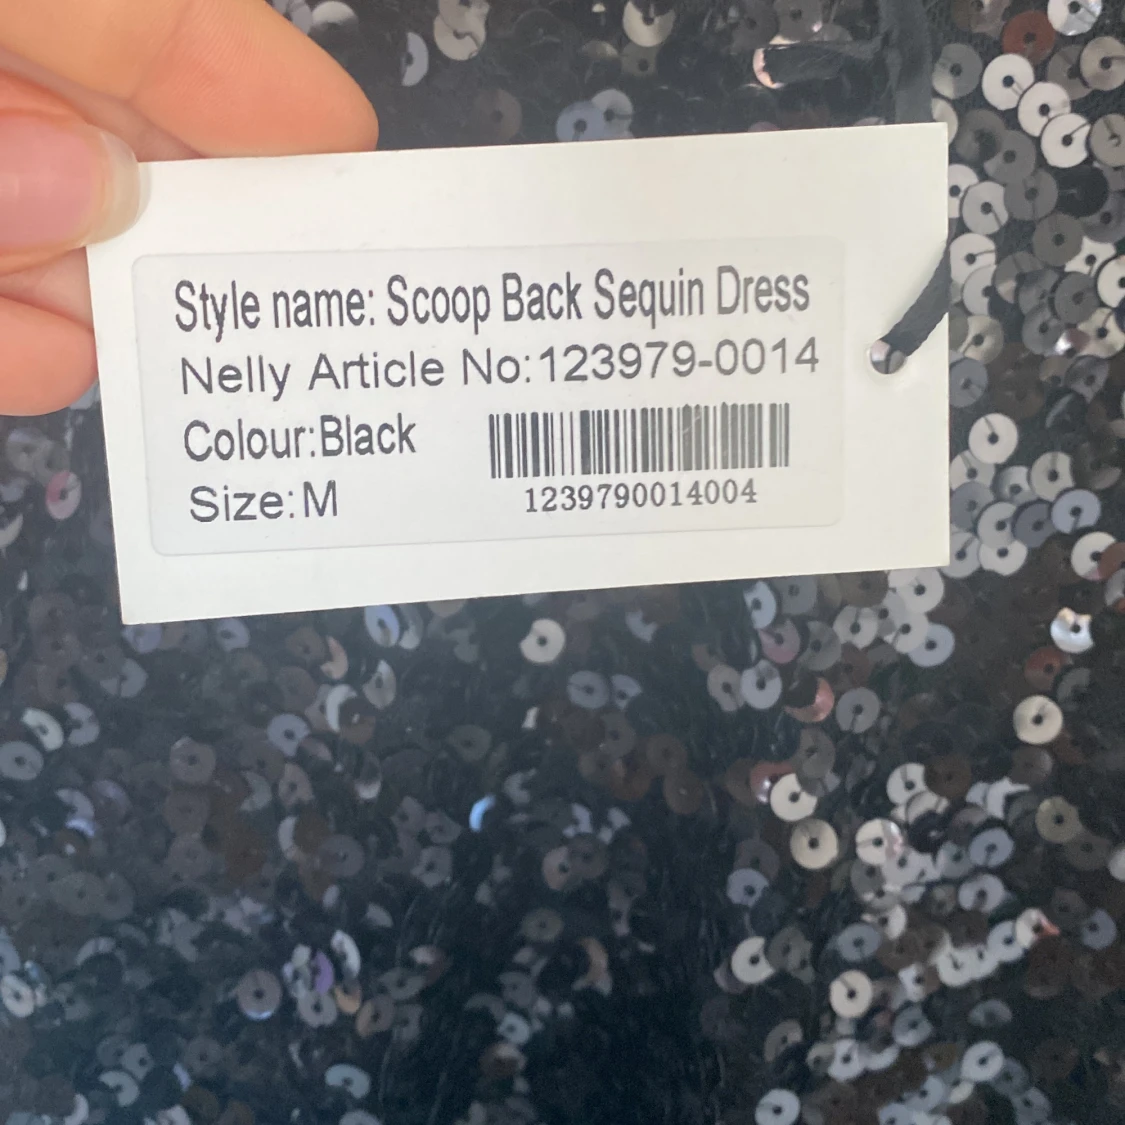 Style name: Scoop Back Sequin Dress
Nelly Article No:123979-0014
Colour:Black
Size:M
1239790014004